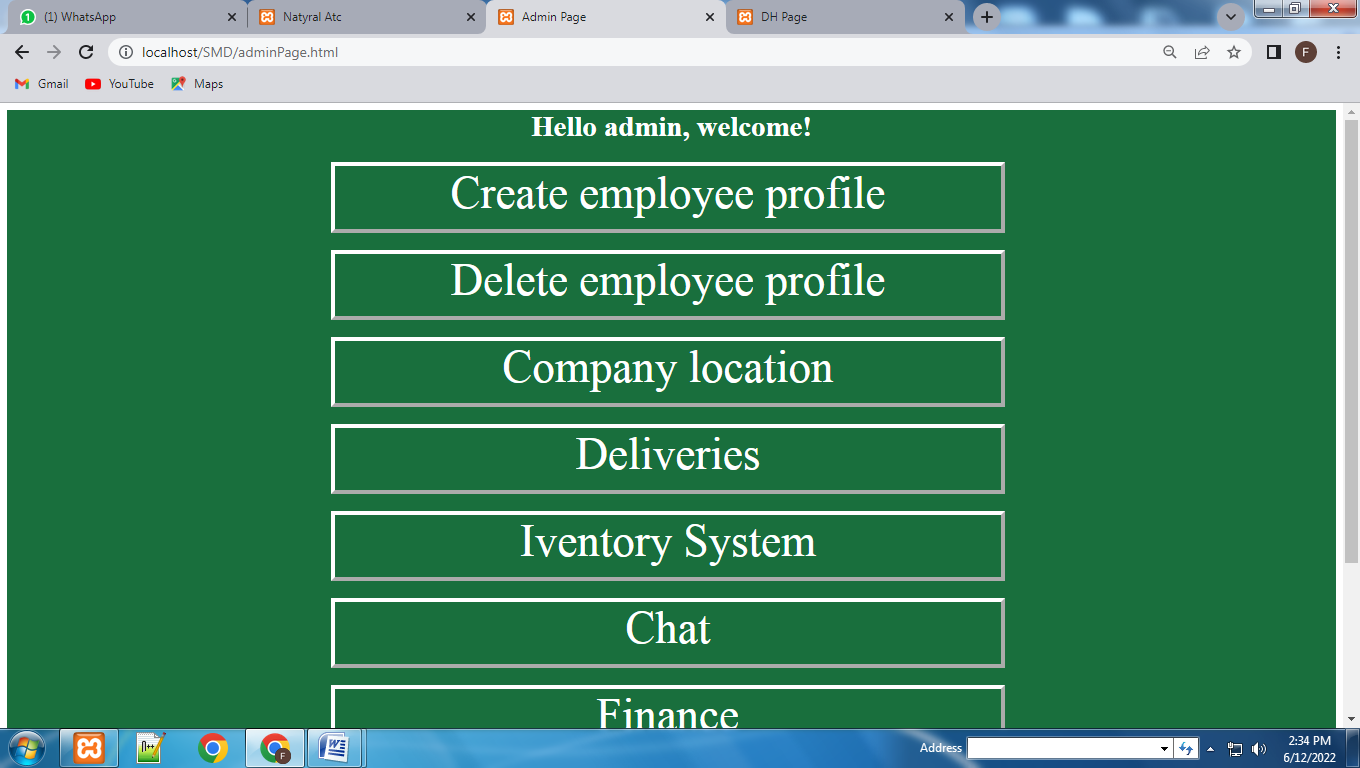 (1) WhatsApp
Natyral Atc
Admin Page
DH Page
localhost/SMD/adminPage.html
F
Gmail
YouTube
Maps
Hello admin, welcome!
Create employee profile
Delete employee profile
Company location
Deliveries
Iventory System
Chat
Finance
Address
2:34 PM
6/12/2022